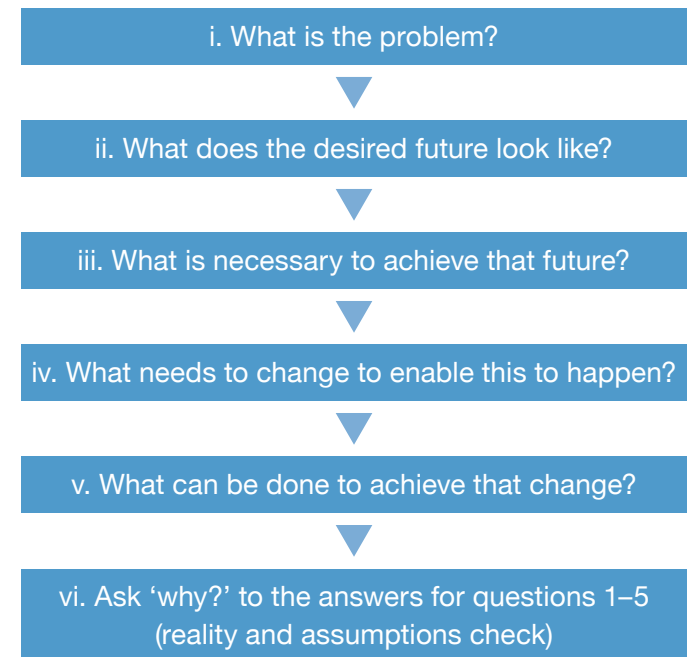 i. What is the problem?
ii. What does the desired future look like?
iii. What is necessary to achieve that future?
iv. What needs to change to enable this to happen?
v. What can be done to achieve that change?
vi. Ask ‘why?’ to the answers for questions 1–5
(reality and assumptions check)